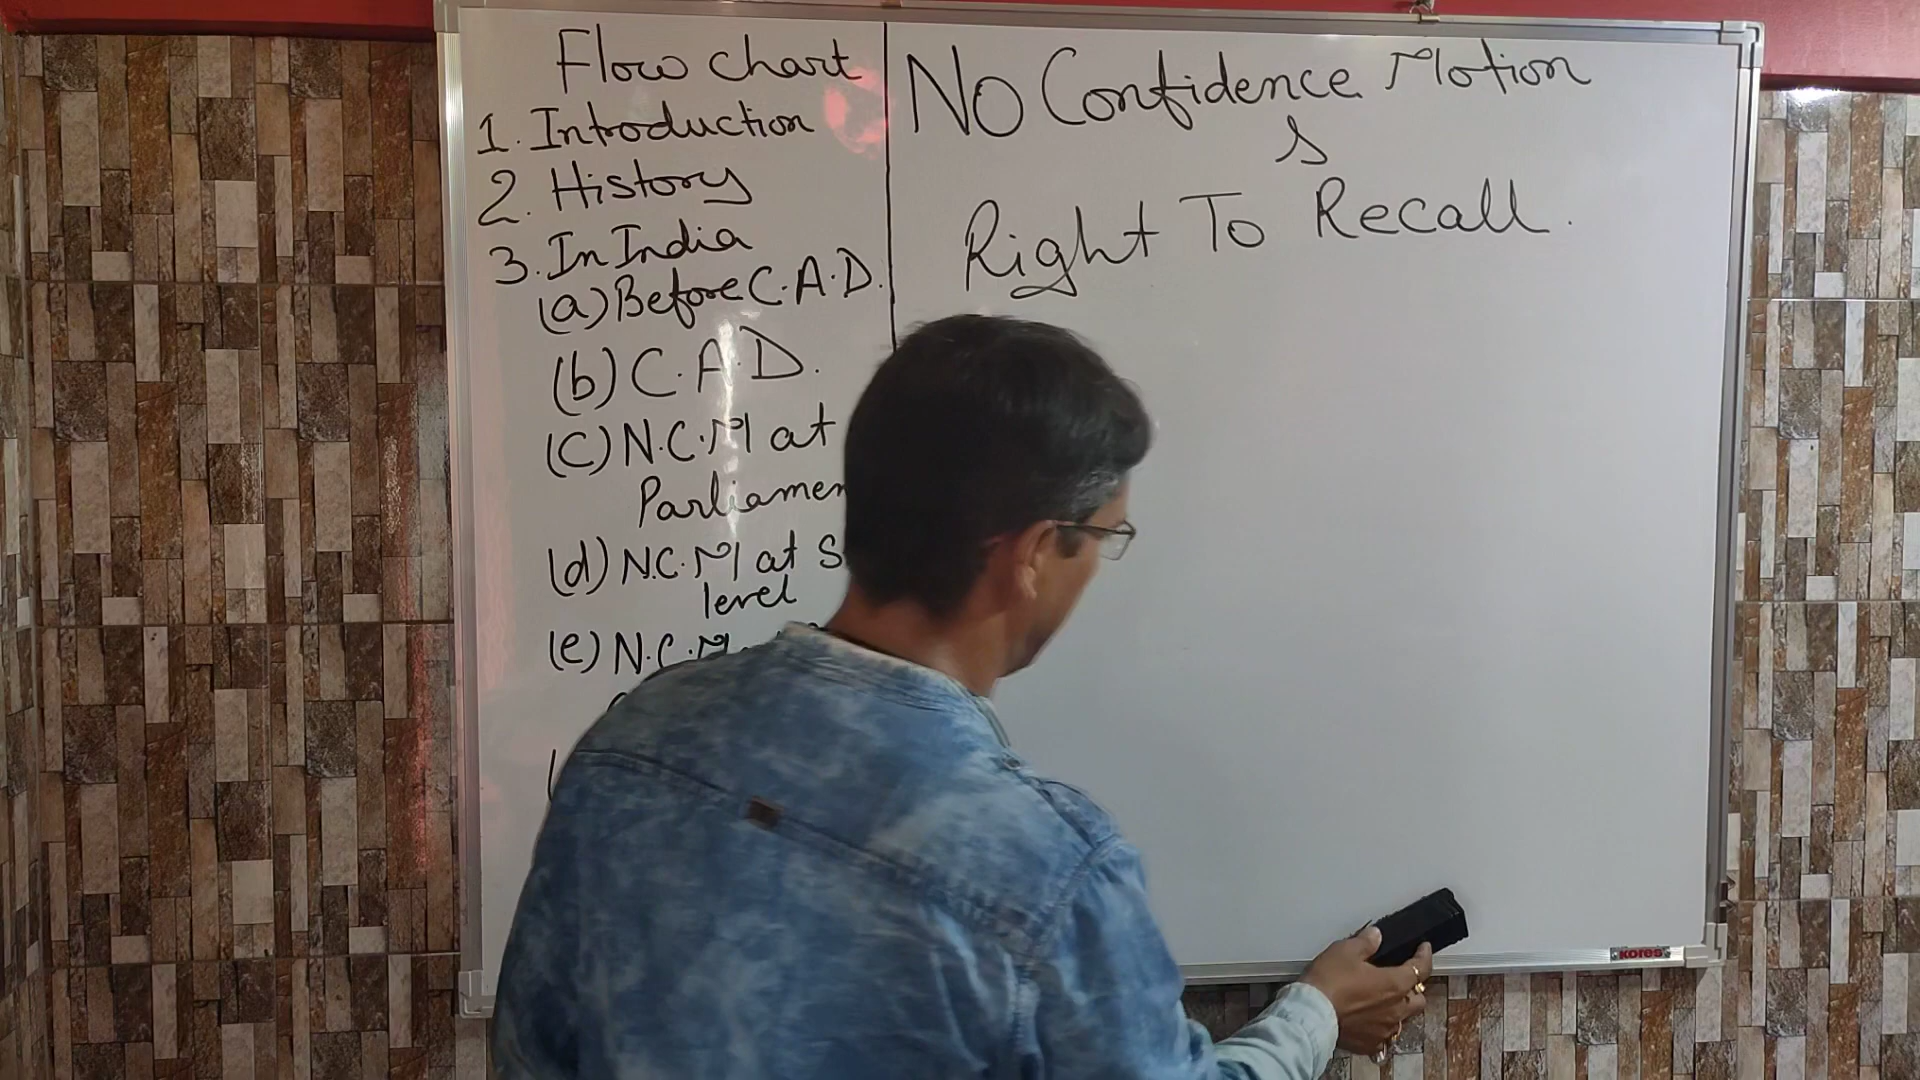 Flow chart
1. Introduction
2. History
3. In India
(a) Before C.A.D.
(b) C.A.D.
(c) N.C.M at
Parliamen
(d) N.C.M at S
level
(e) N.C.M
No Confidence Motion
&
Right To Recall.
kores